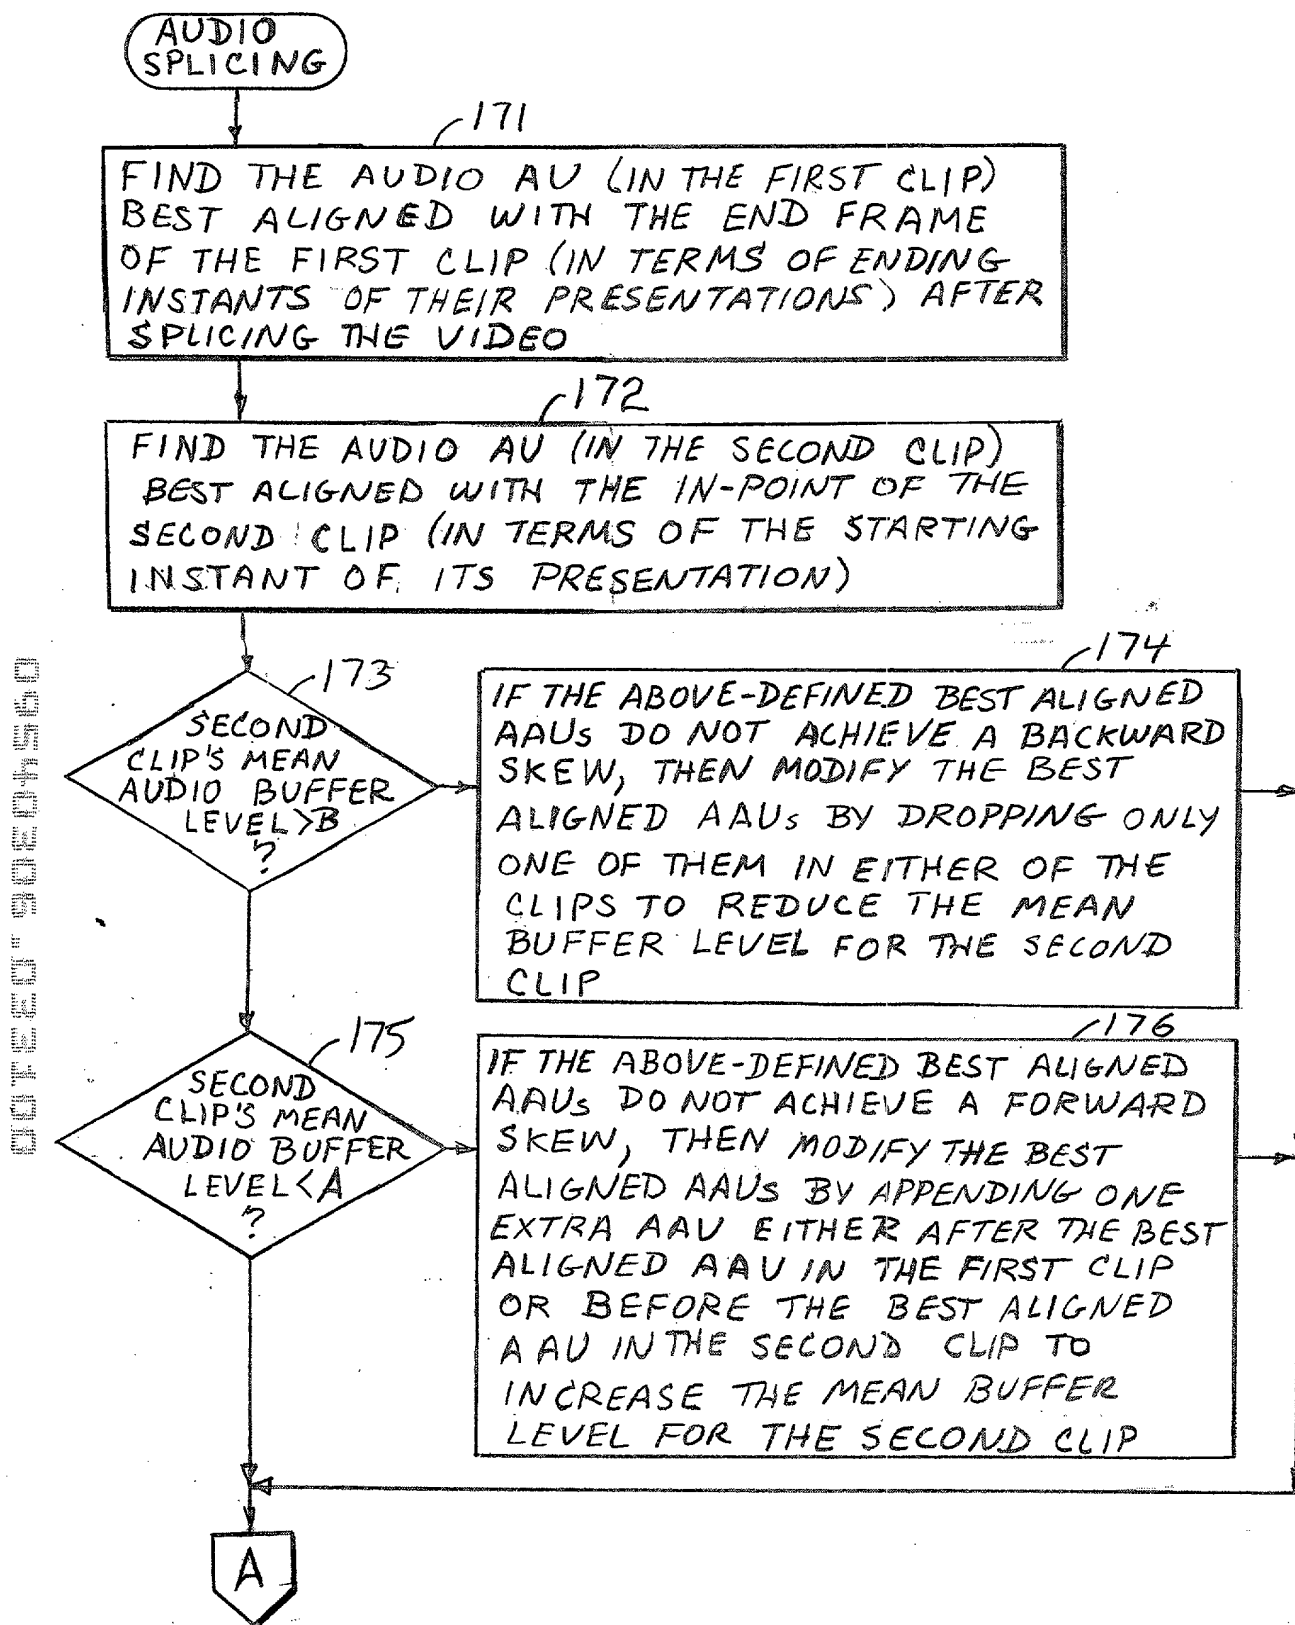 AUDIO
SPLICING
171
FIND THE AUDIO AU (IN THE FIRST CLIP)
BEST ALIGNED WITH THE END FRAME
OF THE FIRST CLIP (IN TERMS OF ENDING
INSTANTS OF THEIR PRESENTATIONS) AFTER
SPLICING THE VIDEO
172
FIND THE AUDIO AU (IN THE SECOND CLIP)
BEST ALIGNED WITH THE IN-POINT OF THE
SECOND CLIP (IN TERMS OF THE STARTING
INSTANT OF ITS PRESENTATION)
173
SECOND
CLIP'S MEAN
AUDIO BUFFER
LEVEL>B
?
174
IF THE ABOVE-DEFINED BEST ALIGNED
AAUs DO NOT ACHIEVE A BACKWARD
SKEW, THEN MODIFY THE BEST
ALIGNED AAUs BY DROPPING ONLY
ONE OF THEM IN EITHER OF THE
CLIPS TO REDUCE THE MEAN
BUFFER LEVEL FOR THE SECOND
CLIP
175
SECOND
CLIP'S MEAN
AUDIO BUFFER
LEVEL<A
?
176
IF THE ABOVE-DEFINED BEST ALIGNED
AAUs DO NOT ACHIEVE A FORWARD
SKEW, THEN MODIFY THE BEST
ALIGNED AAUs BY APPENDING ONE
EXTRA AAU EITHER AFTER THE BEST
ALIGNED AAU IN THE FIRST CLIP
OR BEFORE THE BEST ALIGNED
AAU IN THE SECOND CLIP TO
INCREASE THE MEAN BUFFER
LEVEL FOR THE SECOND CLIP
A